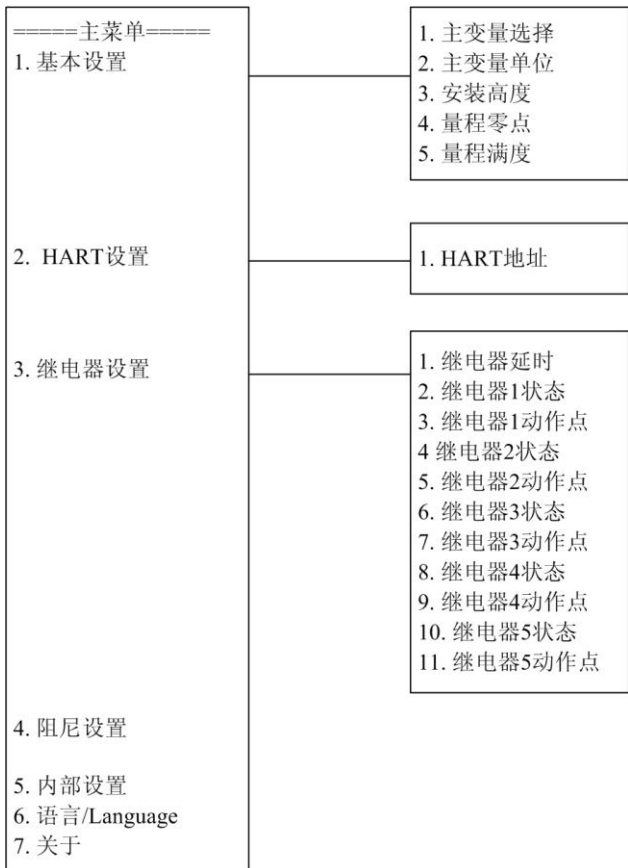 =====主菜单=====
1. 基本设置
1. 主变量选择
2. 主变量单位
3. 安装高度
4. 量程零点
5. 量程满度
2. HART设置
1. HART地址
3. 继电器设置
1. 继电器延时
2. 继电器1状态
3. 继电器1动作点
4 继电器2状态
5. 继电器2动作点
6. 继电器3状态
7. 继电器3动作点
8. 继电器4状态
9. 继电器4动作点
10. 继电器5状态
11. 继电器5动作点
4. 阻尼设置
5. 内部设置
6. 语言/Language
7. 关于